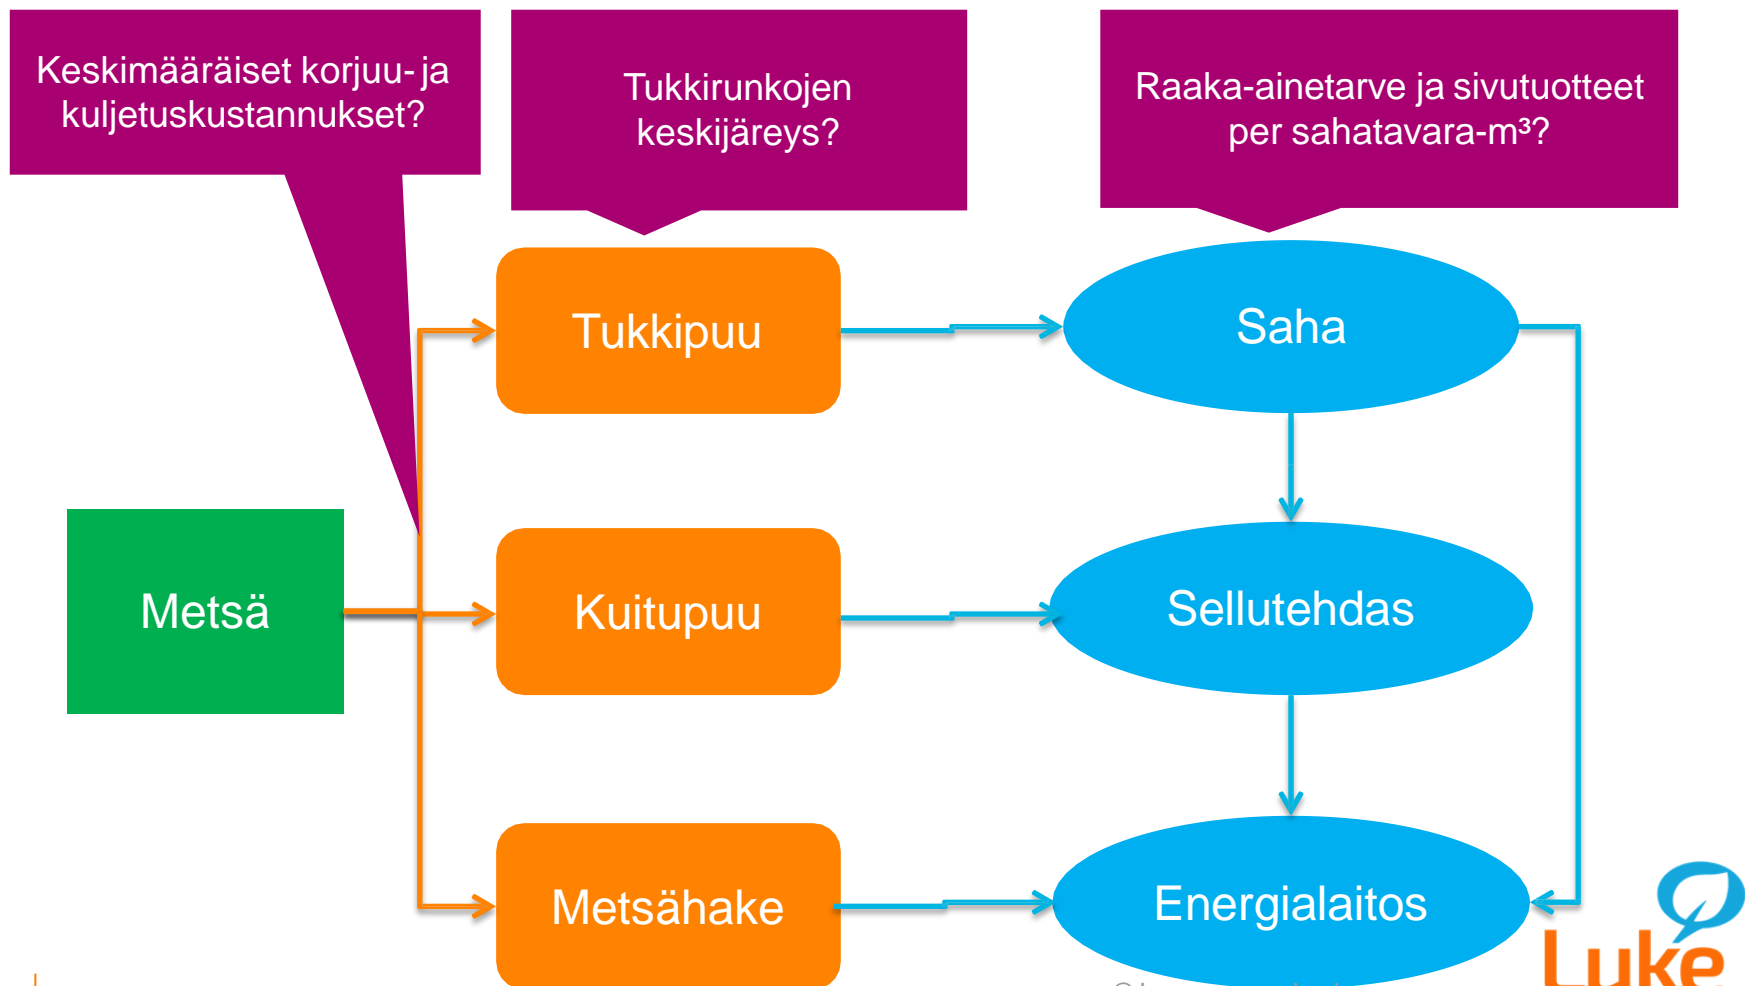 Keskimääräiset korjuu- ja
kuljetuskustannukset?
Tukkirunkojen
keskijäreys?
Raaka-ainetarve ja sivutuotteet
per sahatavara-m³?
Tukkipuu
Saha
Metsä
Kuitupuu
Sellutehdas
Metsähake
Energialaitos
Luke